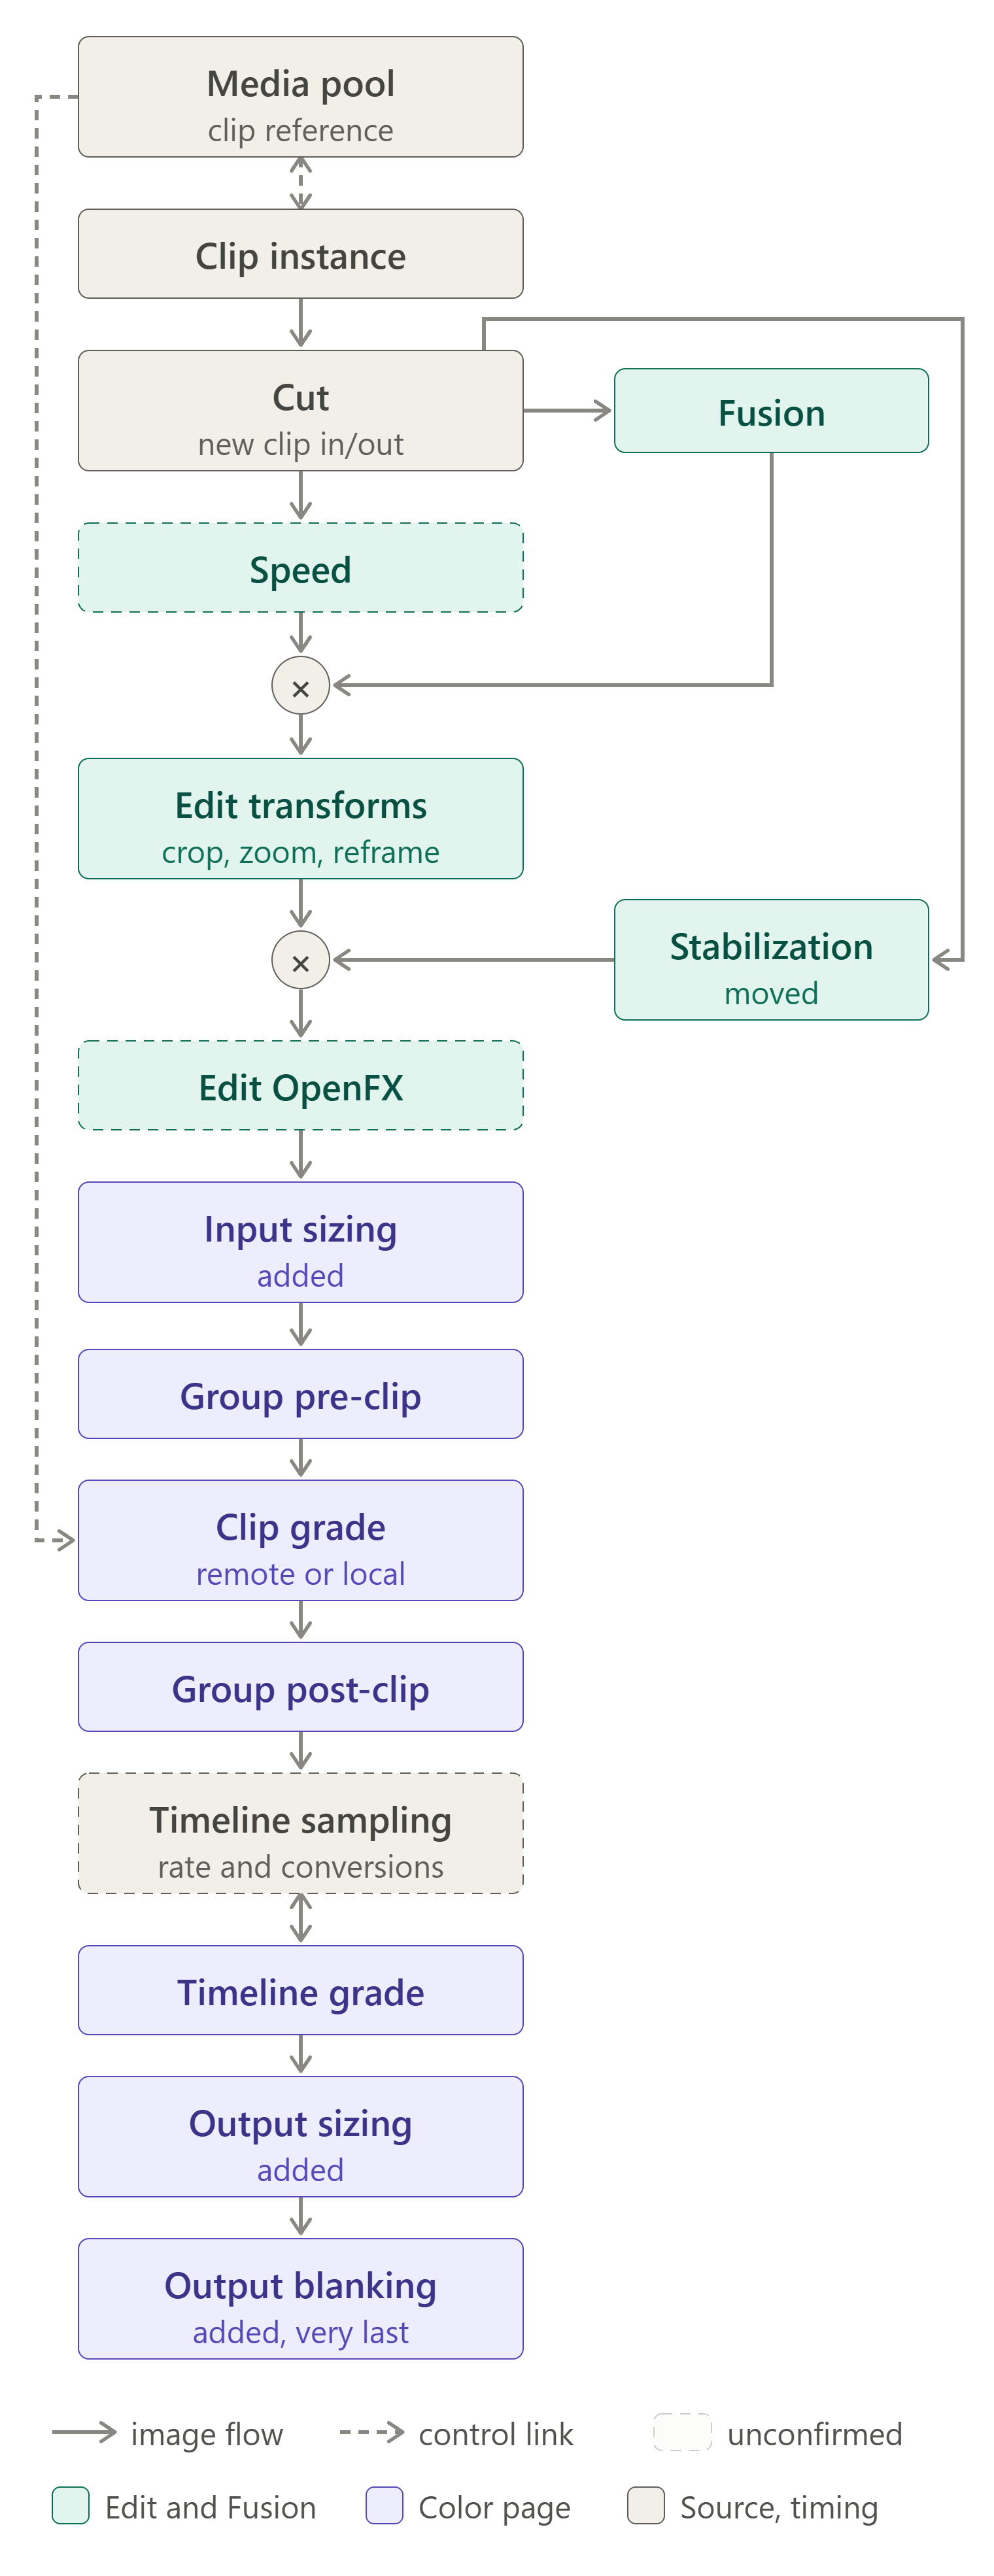 Media pool
clip reference
Clip instance
Cut
new clip in/out
Fusion
Speed
×
Edit transforms
crop, zoom, reframe
Stabilization
moved
×
Edit OpenFX
Input sizing
added
Group pre-clip
Clip grade
remote or local
Group post-clip
Timeline sampling
rate and conversions
Timeline grade
Output sizing
added
Output blanking
added, very last
image flow
control link
unconfirmed
Edit and Fusion
Color page
Source, timing